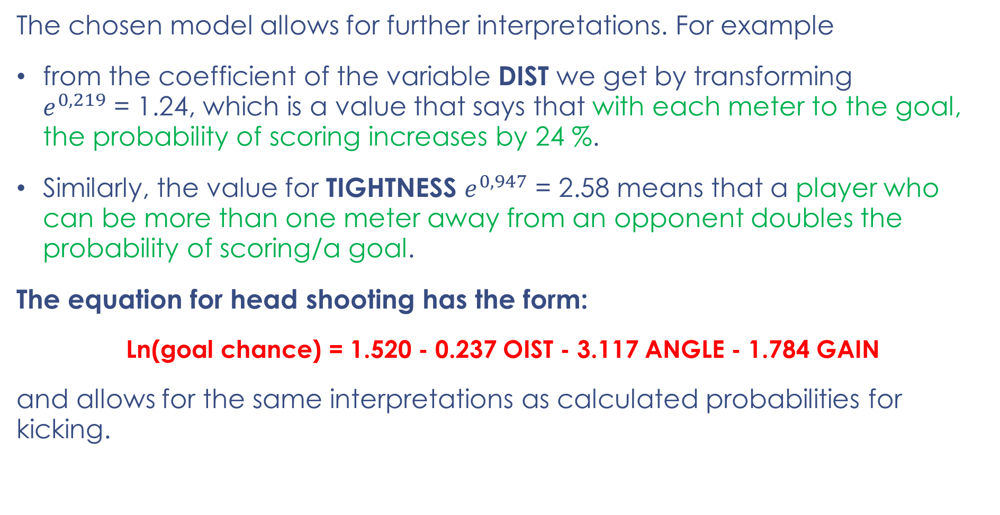 The chosen model allows for further interpretations. For example
• from the coefficient of the variable DIST we get by transforming
e^0,219 = 1.24, which is a value that says that with each meter to the goal,
the probability of scoring increases by 24 %.
• Similarly, the value for TIGHTNESS e^0,947 = 2.58 means that a player who
can be more than one meter away from an opponent doubles the
probability of scoring/a goal.
The equation for head shooting has the form:
Ln(goal chance) = 1.520 - 0.237 OIST - 3.117 ANGLE - 1.784 GAIN
and allows for the same interpretations as calculated probabilities for
kicking.